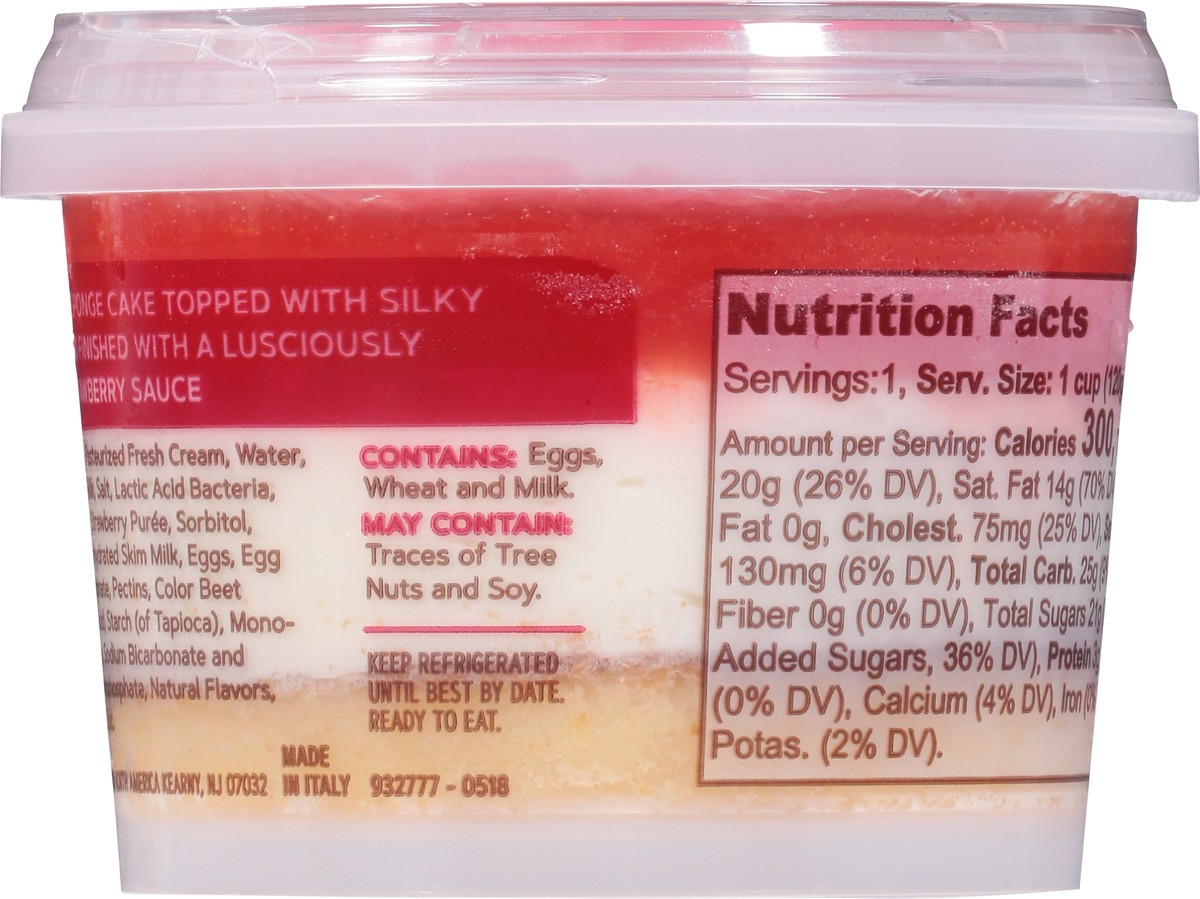 CAKE TOPPED WITH SILKY
FINISHED WITH A LUSCIOUSLY
SAUCE
Fresh Cream, Water,
Salt, Lactic Acid Bacteria,
Purée, Sorbitol,
Skim Milk, Eggs, Egg
Pectins, Color Beet
Starch (of Tapioca), Mono-
Sodium Bicarbonate and
Natural Flavors,
AMERICA KEARNY, NJ 07032
MADE
IN ITALY
932777 - 0518
CONTAINS: Eggs,
Wheat and Milk.
MAY CONTAIN:
Traces of Tree
Nuts and Soy.
KEEP REFRIGERATED
UNTIL BEST BY DATE.
READY TO EAT.
Nutrition Facts
Servings:1, Serv. Size: 1 cup (120g
Amount per Serving: Calories 300,
20g (26% DV), Sat. Fat 14g (70%
Fat 0g, Cholest. 75mg (25% DV),
130mg (6% DV), Total Carb. 25g
Fiber 0g (0% DV), Total Sugars 21g
Added Sugars, 36% DV), Protein
(0% DV), Calcium (4% DV), Iron
Potas. (2% DV).